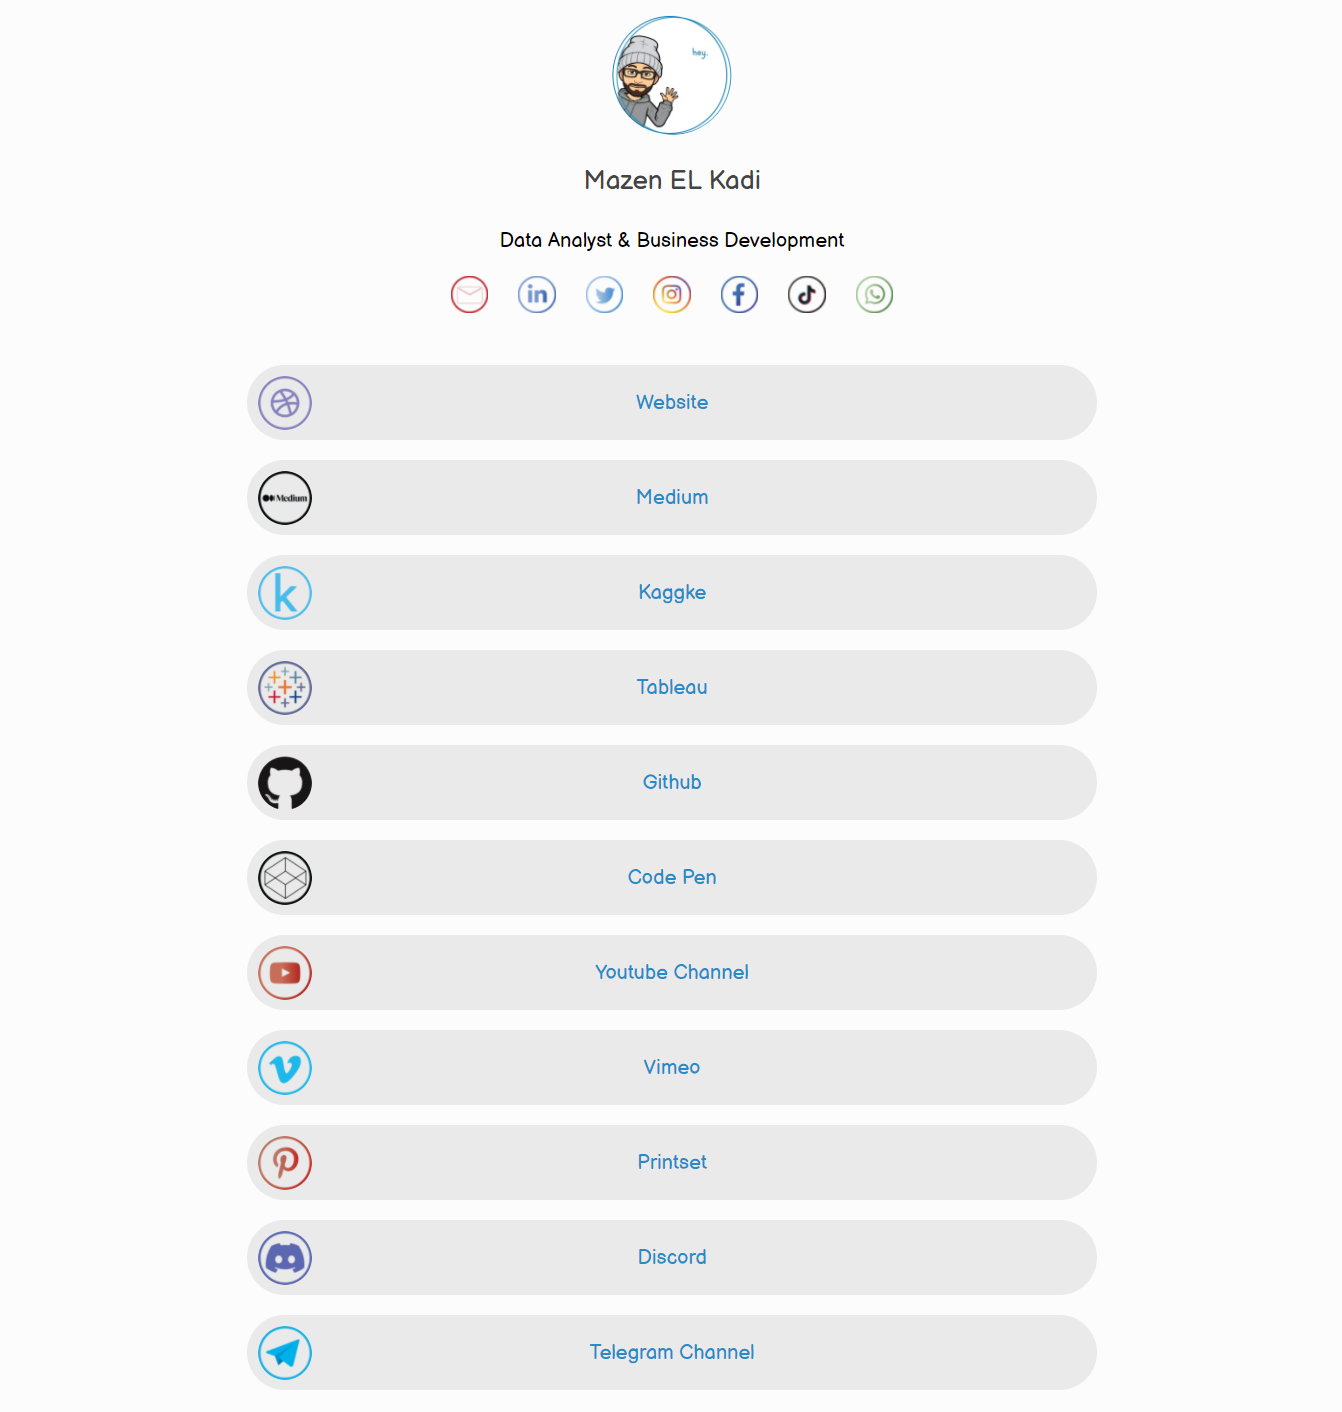 hey.
Mazen EL Kadi
Data Analyst & Business Development
Website
Medium
Medium
Kaggke
Tableau
Github
Code Pen
Youtube Channel
Vimeo
Printset
Discord
Telegram Channel